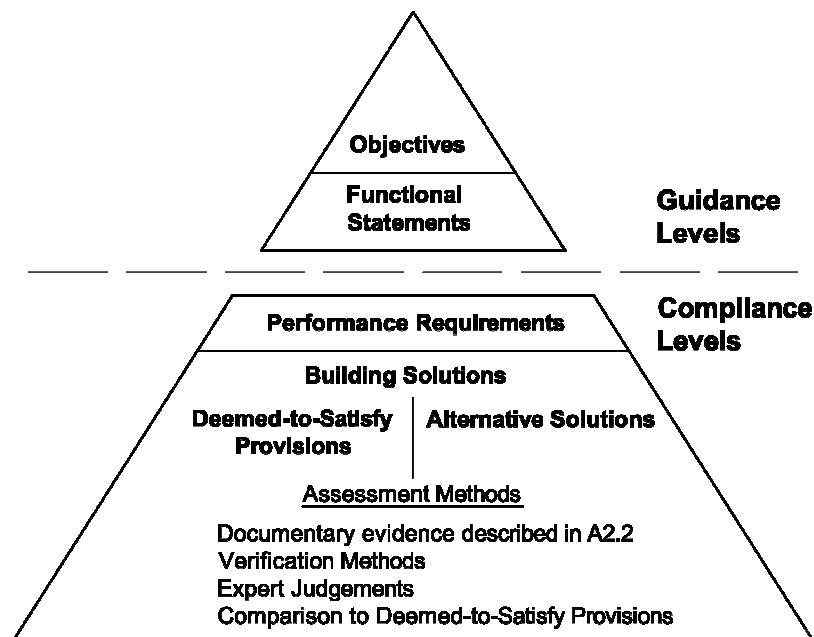 Objectives
Functional
Statements
Guidance
Levels
Performance Requirements
Compliance
Levels
Building Solutions
Deemed-to-Satisfy
Provisions
Alternative Solutions
Assessment Methods
Documentary evidence described in A2.2
Verification Methods
Expert Judgements
Comparison to Deemed-to-Satisfy Provisions